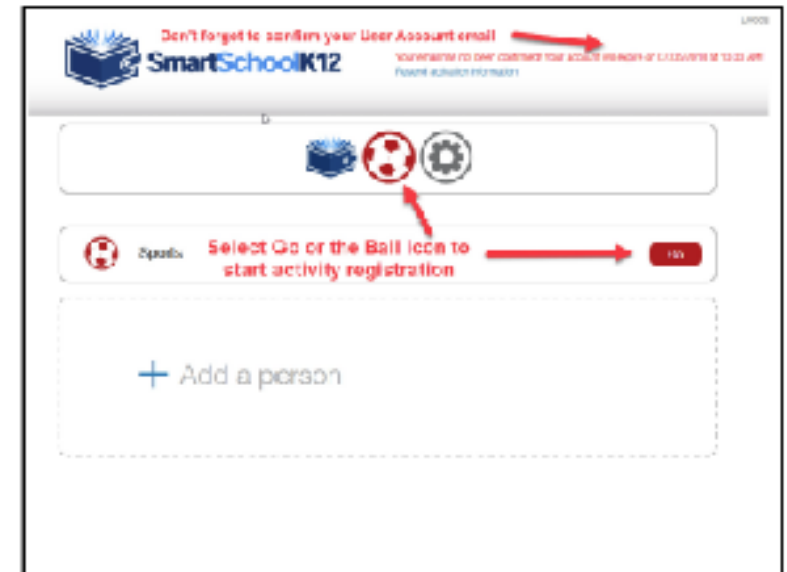 Don't forget to confirm your User Account email
SmartSchoolK12
Sports
Select Go or the Ball icon to
start activity registration
Add a person